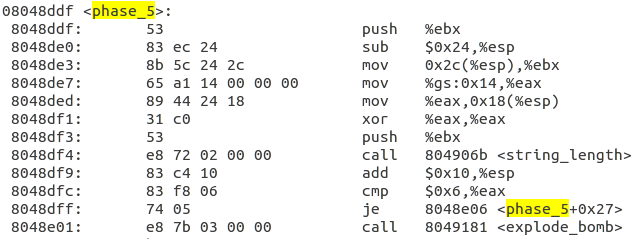 08048ddf <phase_5>:
8048ddf: 53 push %ebx
8048de0: 83 ec 24 sub $0x24,%esp
8048de3: 8b 5c 24 2c mov 0x2c(%esp),%ebx
8048de7: 65 a1 14 00 00 00 mov %gs:0x14,%eax
8048ded: 89 44 24 18 mov %eax,0x18(%esp)
8048df1: 31 c0 xor %eax,%eax
8048df3: 53 push %ebx
8048df4: e8 72 02 00 00 call 804906b <string_length>
8048df9: 83 c4 10 add $0x10,%esp
8048dfc: 83 f8 06 cmp $0x6,%eax
8048dff: 74 05 je 8048e06 <phase_5+0x27>
8048e01: e8 7b 03 00 00 call 8049181 <explode_bomb>